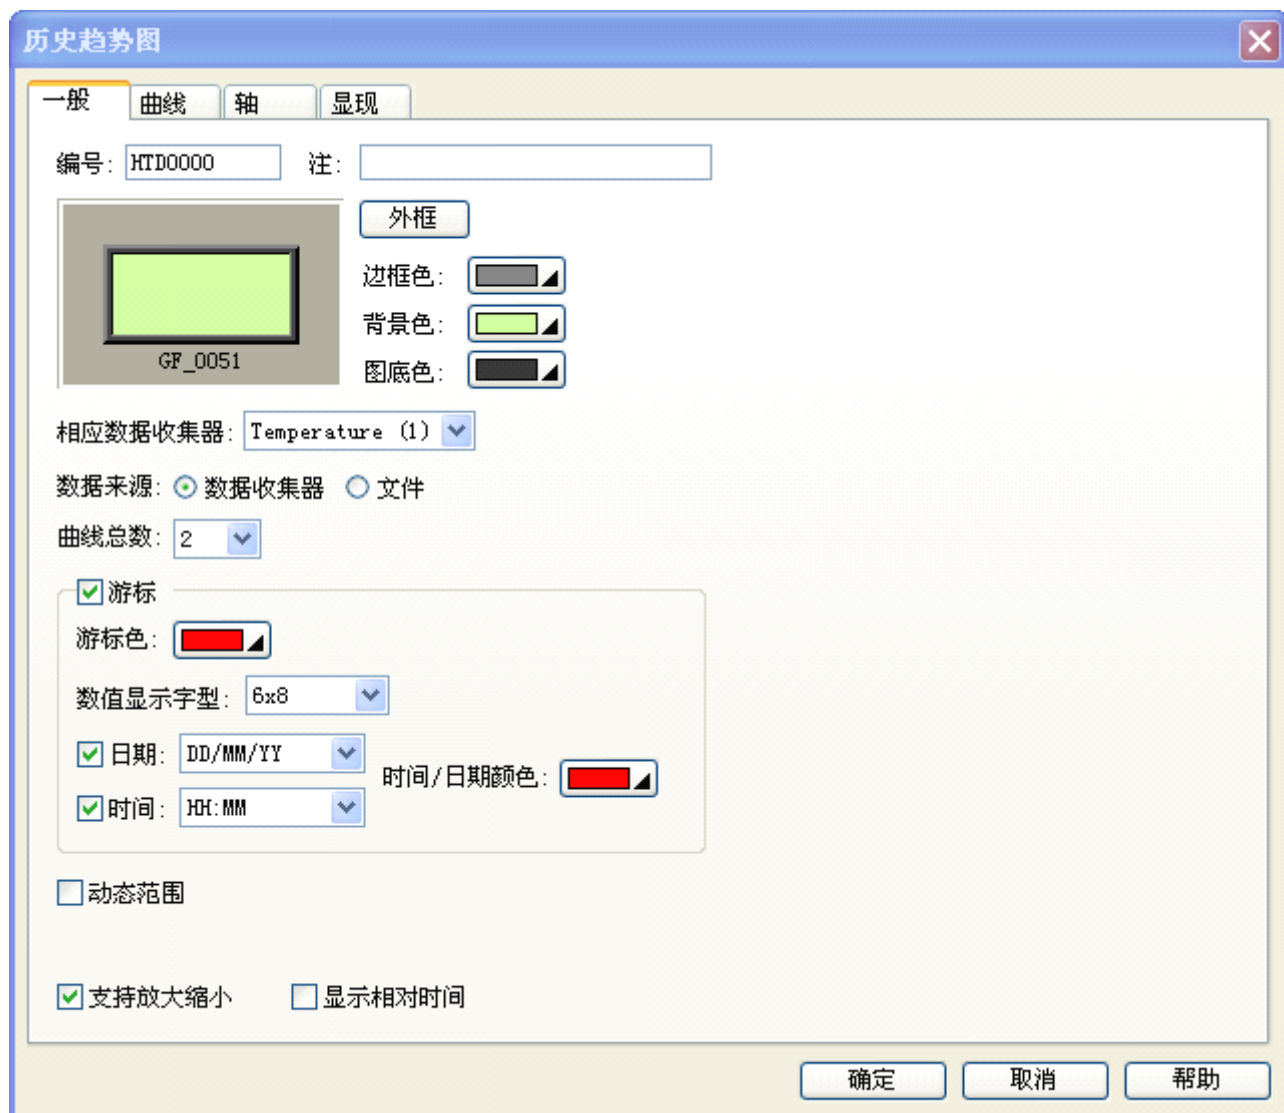 历史趋势图
一般 曲线 轴 显现
编号: HTD0000 注:
外框
边框色:
背景色:
图底色:
GF_0051
相应数据收集器: Temperature (1)
数据来源: 数据收集器 文件
曲线总数: 2
游标
游标色:
数值显示字型: 6x8
日期: DD/MM/YY
时间/日期颜色:
时间: HH:MM
动态范围
支持放大缩小 显示相对时间
确定 取消 帮助